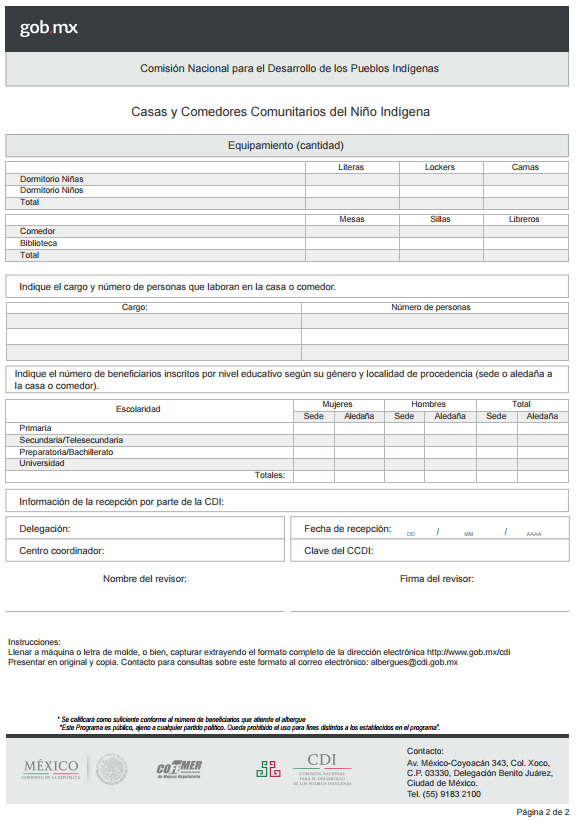 gob.mx
Comisión Nacional para el Desarrollo de los Pueblos Indígenas
Casas y Comedores Comunitarios del Niño Indígena
Equipamiento (cantidad)
Literas Lockers Camas
Dormitorio Niñas
Dormitorio Niños
Total
Mesas Sillas Libreros
Comedor
Biblioteca
Total
Indique el cargo y número de personas que laboran en la casa o comedor.
Cargo: Número de personas
Indique el número de beneficiarios inscritos por nivel educativo según su género y localidad de procedencia (sede o aledaña a
la casa o comedor).
Escolaridad Mujeres Hombres Total
Sede Aledaña Sede Aledaña Sede Aledaña
Primaria
Secundaria/Telesecundaria
Preparatoria/Bachillerato
Universidad
Totales:
Información de la recepción por parte de la CDI:
Delegación: Fecha de recepción: DD / MM / AAAA
Centro coordinador: Clave del CCDI:
Nombre del revisor: Firma del revisor:
Instrucciones:
Llenar a máquina o letra de molde, o bien, capturar extrayendo el formato completo de la dirección electrónica http://www.gob.mx/cdi
Presentar en original y copia. Contacto para consultas sobre este formato al correo electrónico: albergues@cdi.gob.mx
* Se calificará como suficiente conforme al número de beneficiarios que atiende el albergue
"Este Programa es público, ajeno a cualquier partido político. Queda prohibido el uso para fines distintos a los establecidos en el programa".
MÉXICO
GOBIERNO DE LA REPÚBLICA
COFEMER
de Mejora Regulatoria
CDI
COMISIÓN NACIONAL
PARA EL DESARROLLO
DE LOS PUEBLOS INDÍGENAS
Contacto:
Av. México-Coyoacán 343, Col. Xoco,
C.P. 03330, Delegación Benito Juárez,
Ciudad de México.
Tel. (55) 9183 2100
Página 2 de 2